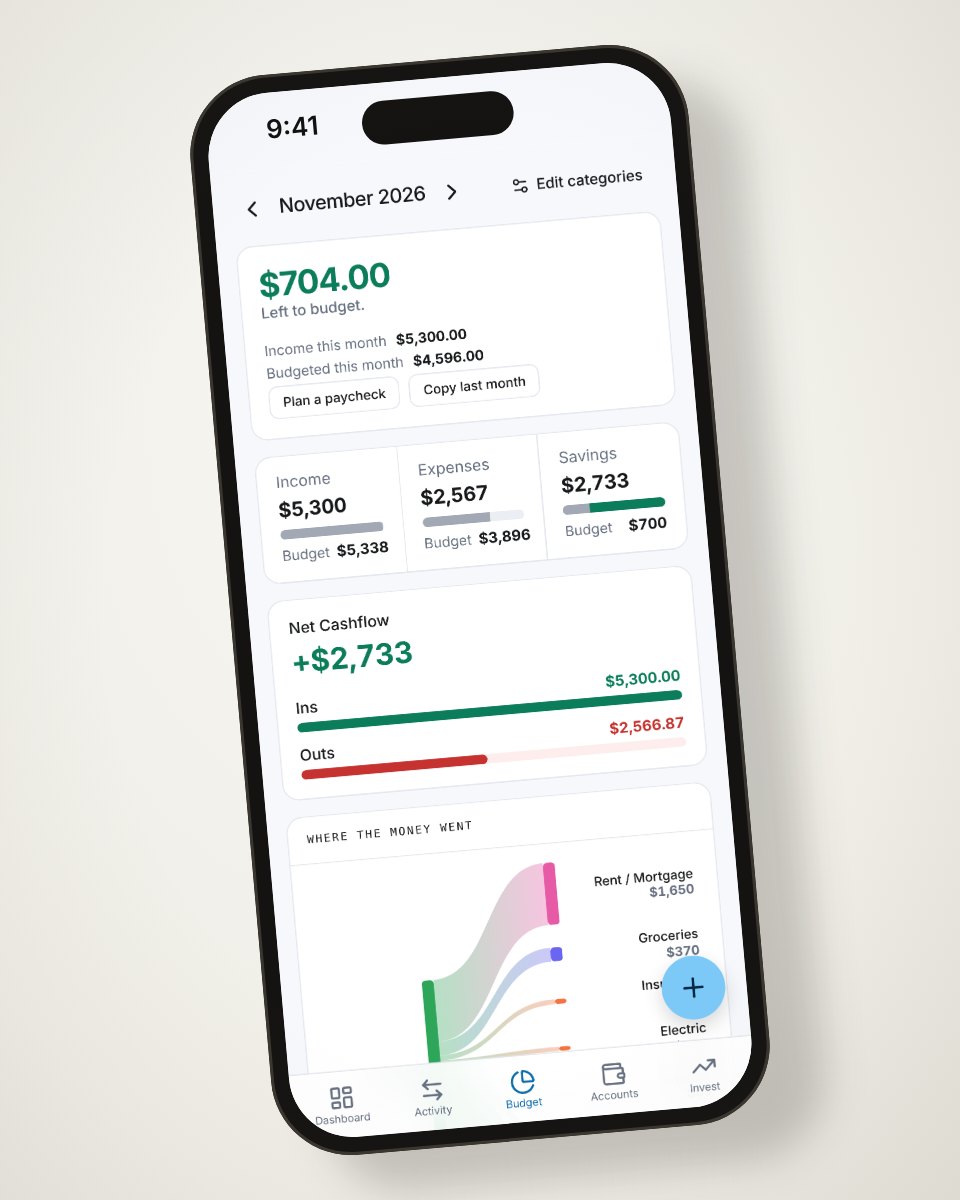 9:41
November 2026
Edit categories
$704.00
Left to budget.
Income this month $5,300.00
Budgeted this month $4,596.00
Plan a paycheck
Copy last month
Income
$5,300
Budget $5,338
Expenses
$2,567
Budget $3,896
Savings
$2,733
Budget $700
Net Cashflow
+$2,733
Ins
$5,300.00
Outs
$2,566.87
WHERE THE MONEY WENT
Rent / Mortgage
$1,650
Groceries
$370
Electric
Dashboard
Activity
Budget
Accounts
Invest